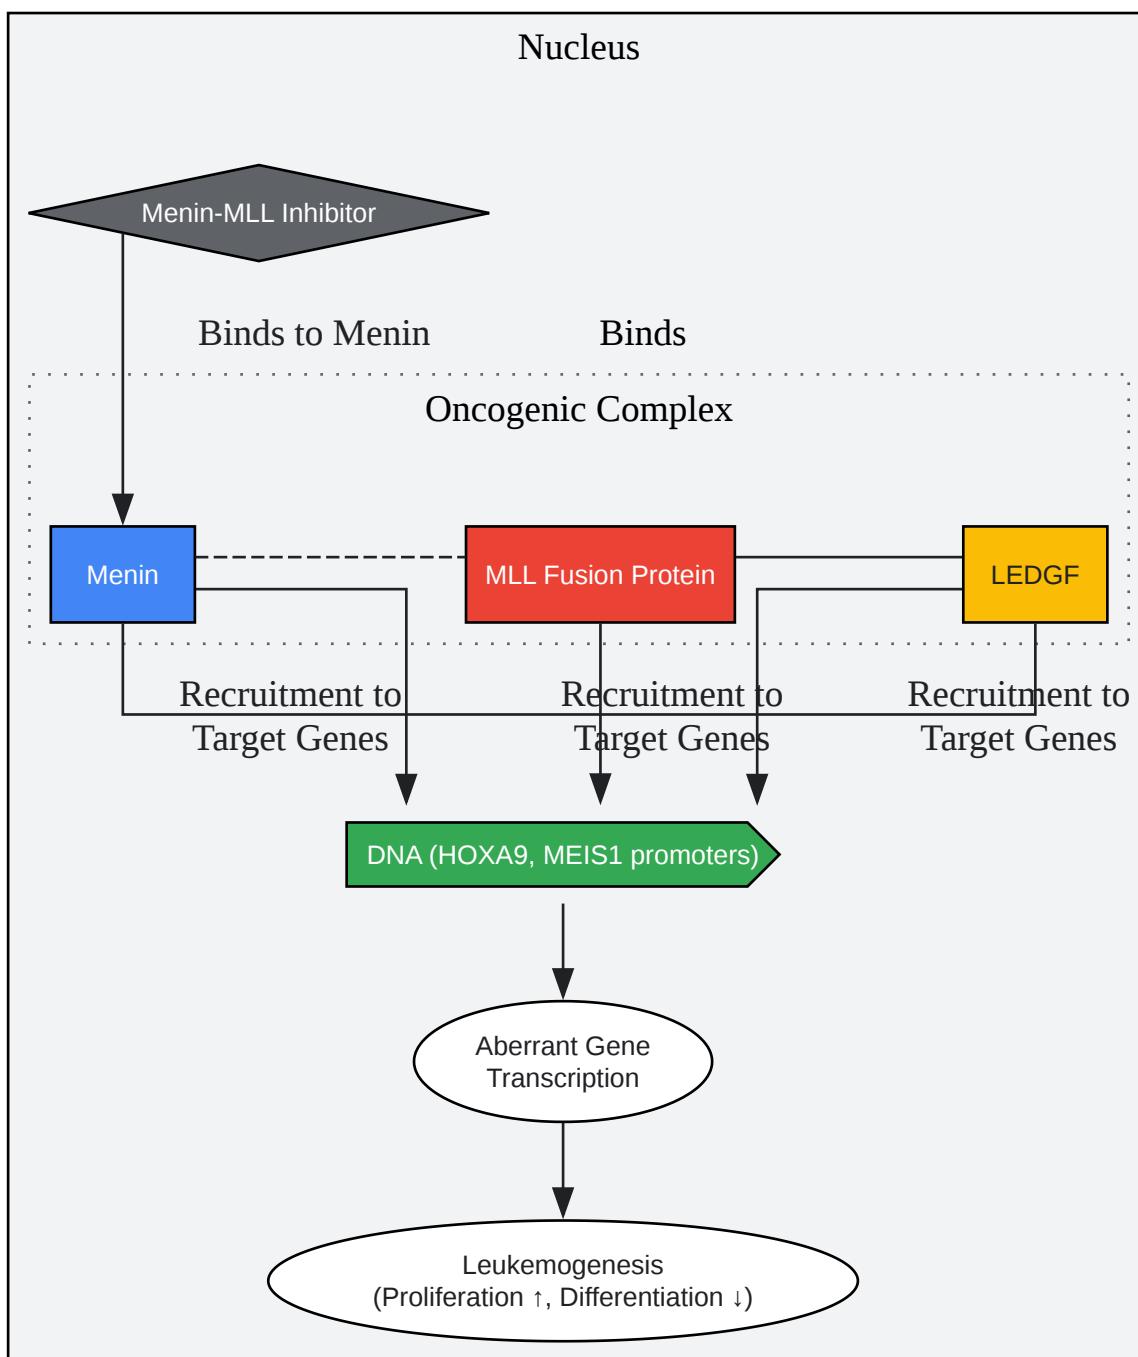 Nucleus
Menin-MLL Inhibitor
Binds to Menin
Binds
Oncogenic Complex
Menin
MLL Fusion Protein
LEDGF
Recruitment to
Target Genes
Recruitment to
Target Genes
Recruitment to
Target Genes
DNA (HOXA9, MEIS1 promoters)
Aberrant Gene
Transcription
Leukemogenesis
(Proliferation ↑, Differentiation ↓)